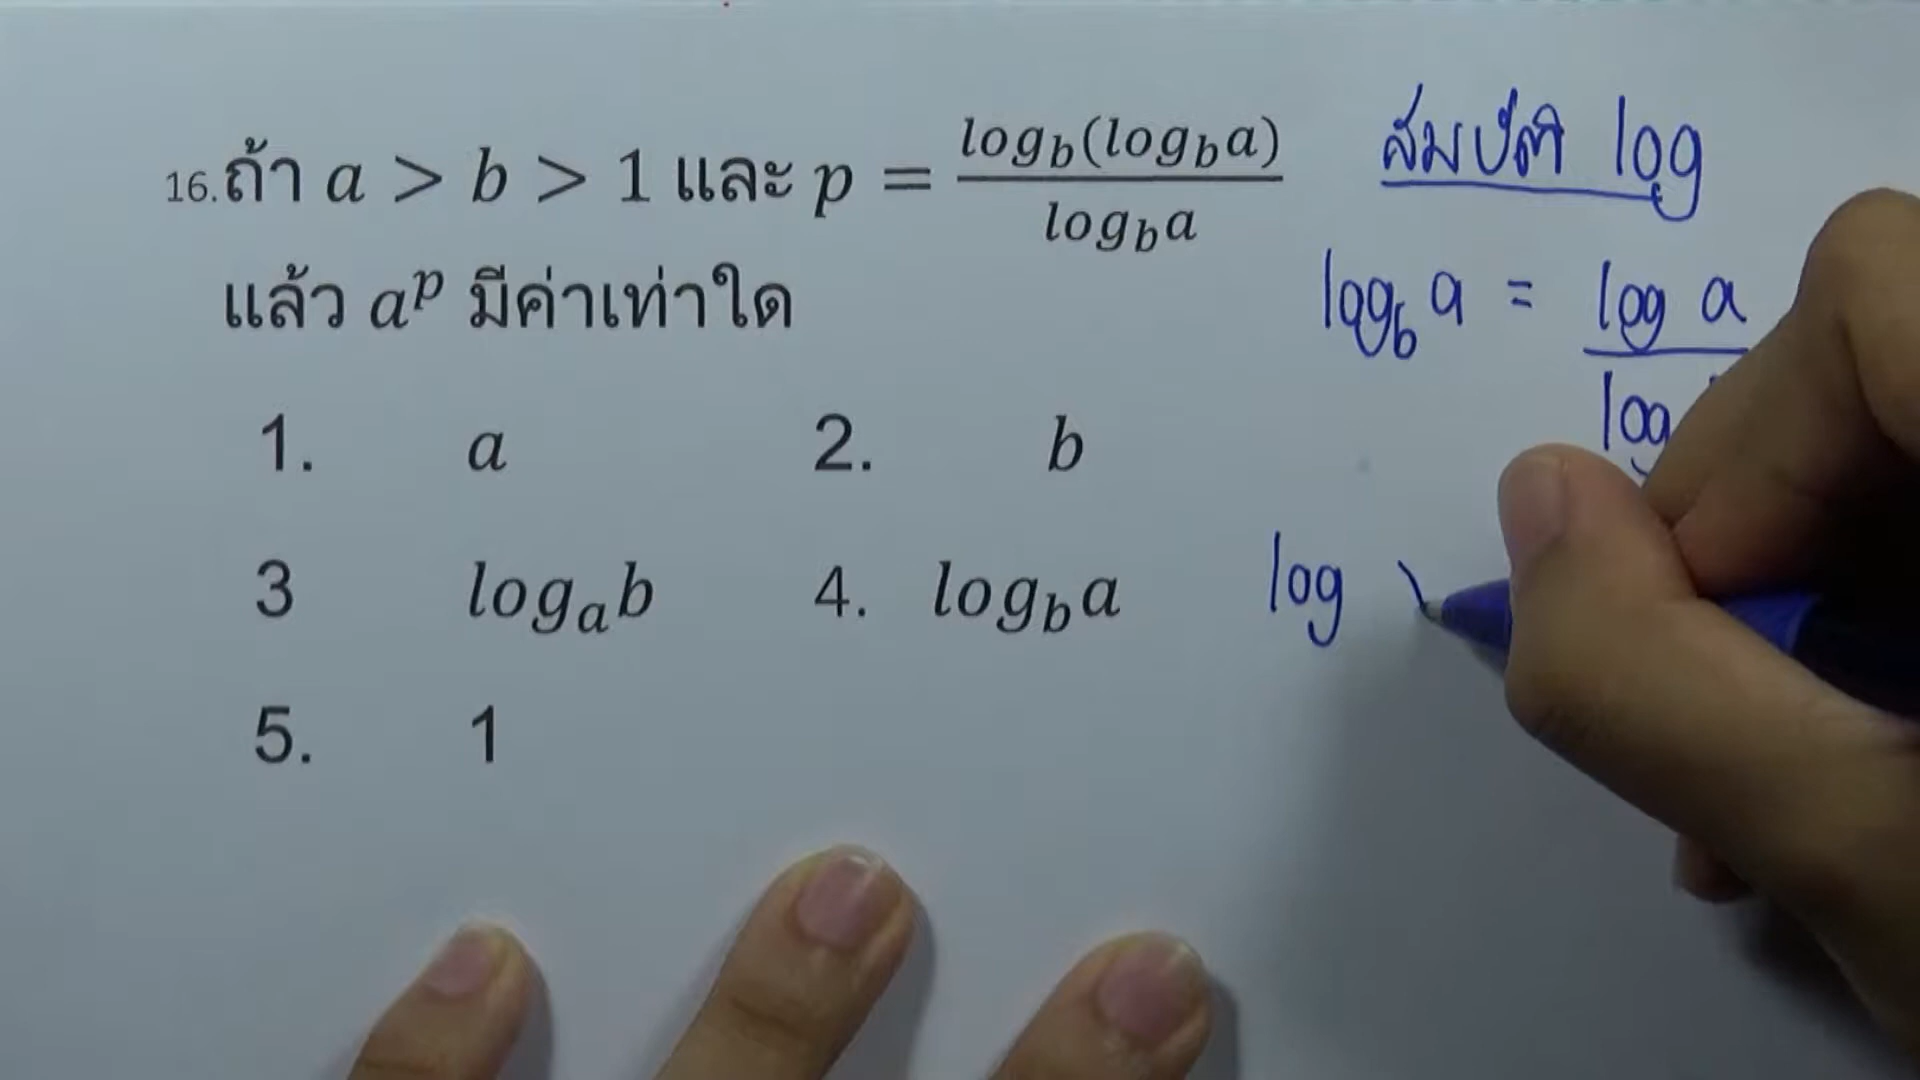 16. ถ้า a > b > 1 และ p = log_b(log_b a) / log_b a
แล้ว a^p มีค่าเท่าใด
1. a 2. b
3 log_a b 4. log_b a
5. 1
สมบัติ log
log_b a = log a / log
log